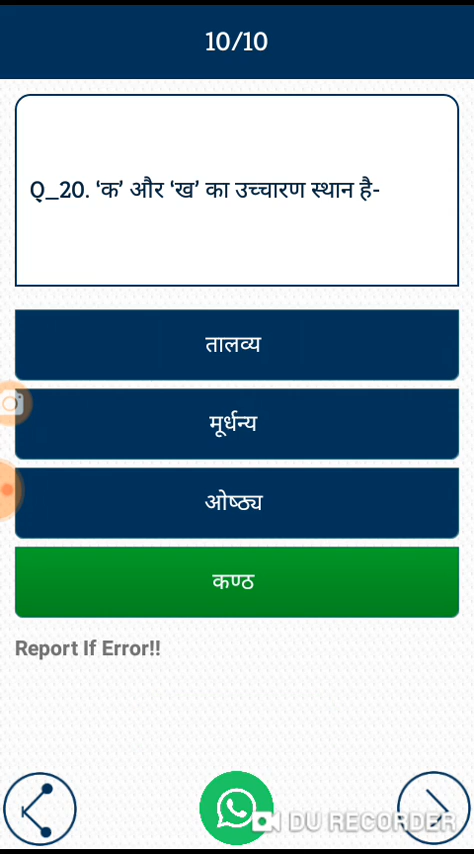 10/10
Q_20. ‘क’ और ‘ख’ का उच्चारण स्थान है-
तालव्य
मूर्धन्य
ओष्ठ्य
कण्ठ
Report If Error!!
DU RECORDER